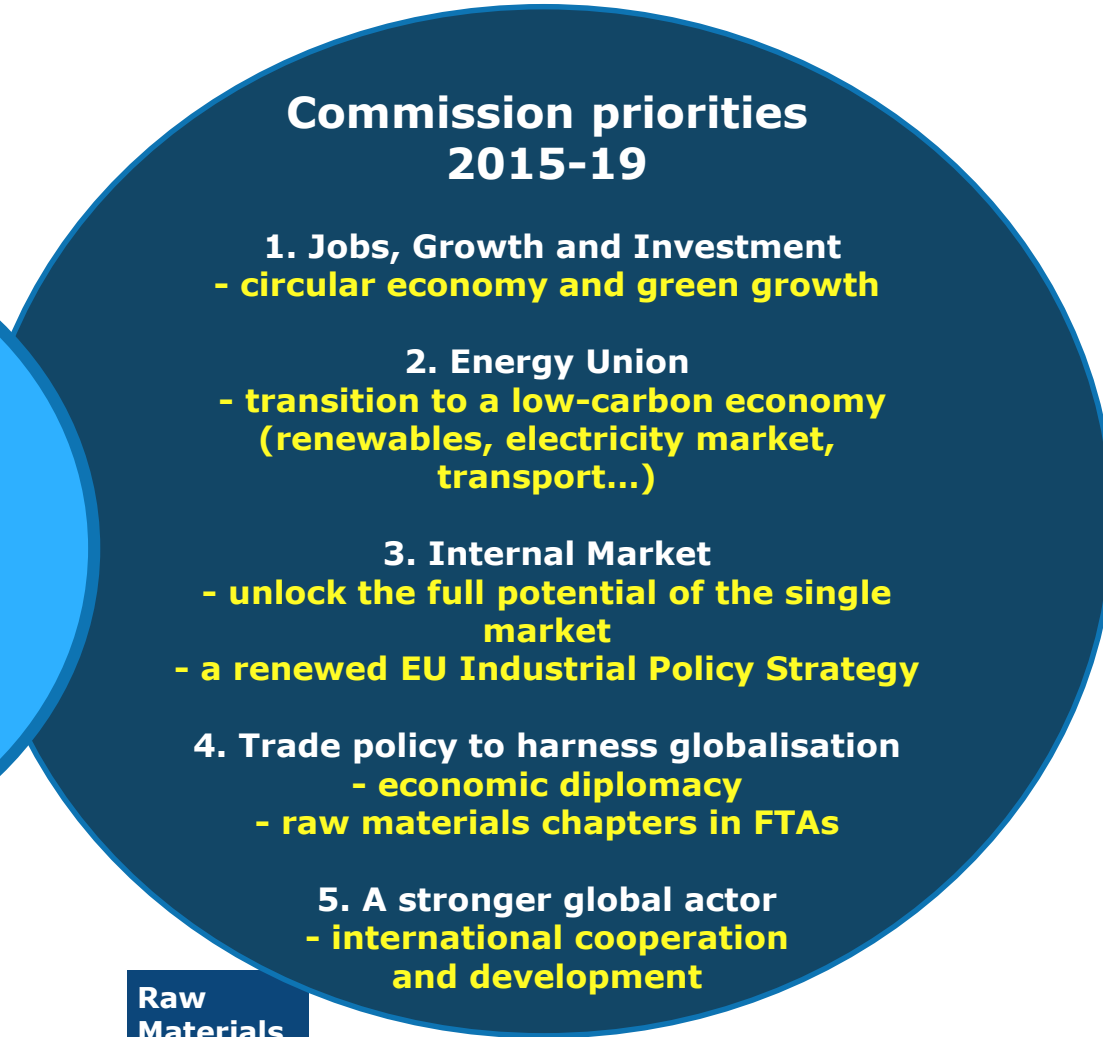 Commission priorities
2015-19
1. Jobs, Growth and Investment
- circular economy and green growth
2. Energy Union
- transition to a low-carbon economy
(renewables, electricity market,
transport...)
3. Internal Market
- unlock the full potential of the single
market
- a renewed EU Industrial Policy Strategy
4. Trade policy to harness globalisation
- economic diplomacy
- raw materials chapters in FTAs
5. A stronger global actor
- international cooperation
and development
Raw
Materials